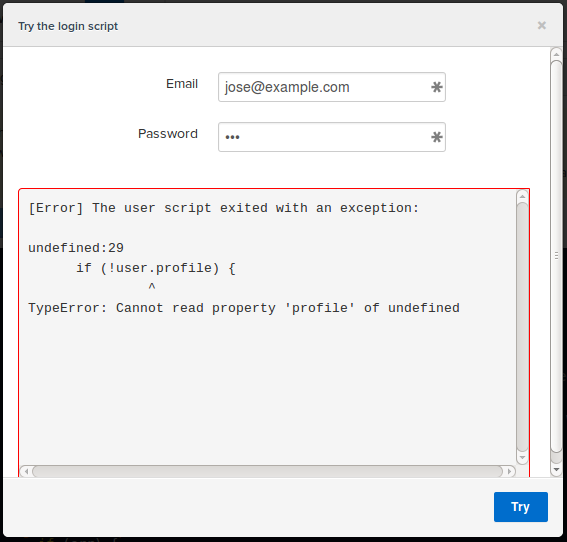 Try the login script ×
Email jose@example.com
Password •••
[Error] The user script exited with an exception:
undefined:29
if (!user.profile) {
^
TypeError: Cannot read property 'profile' of undefined
Try